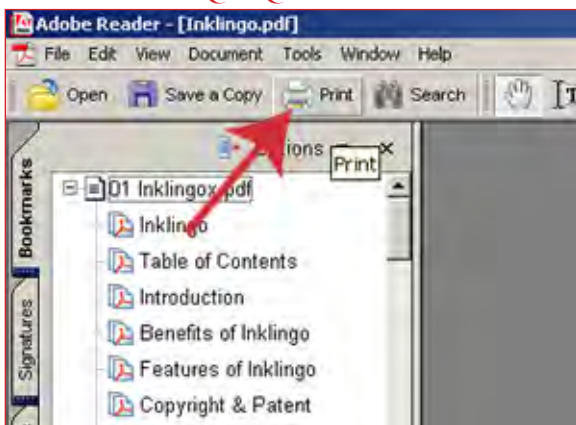 Adobe Reader - [Inklingo.pdf]
File Edit View Document Tools Window Help
Open Save a Copy Print Search T
Print
Bookmarks
01 Inklingox.pdf
Inklingo
Table of Contents
Introduction
Benefits of Inklingo
Signatures
Features of Inklingo
Copyright & Patent